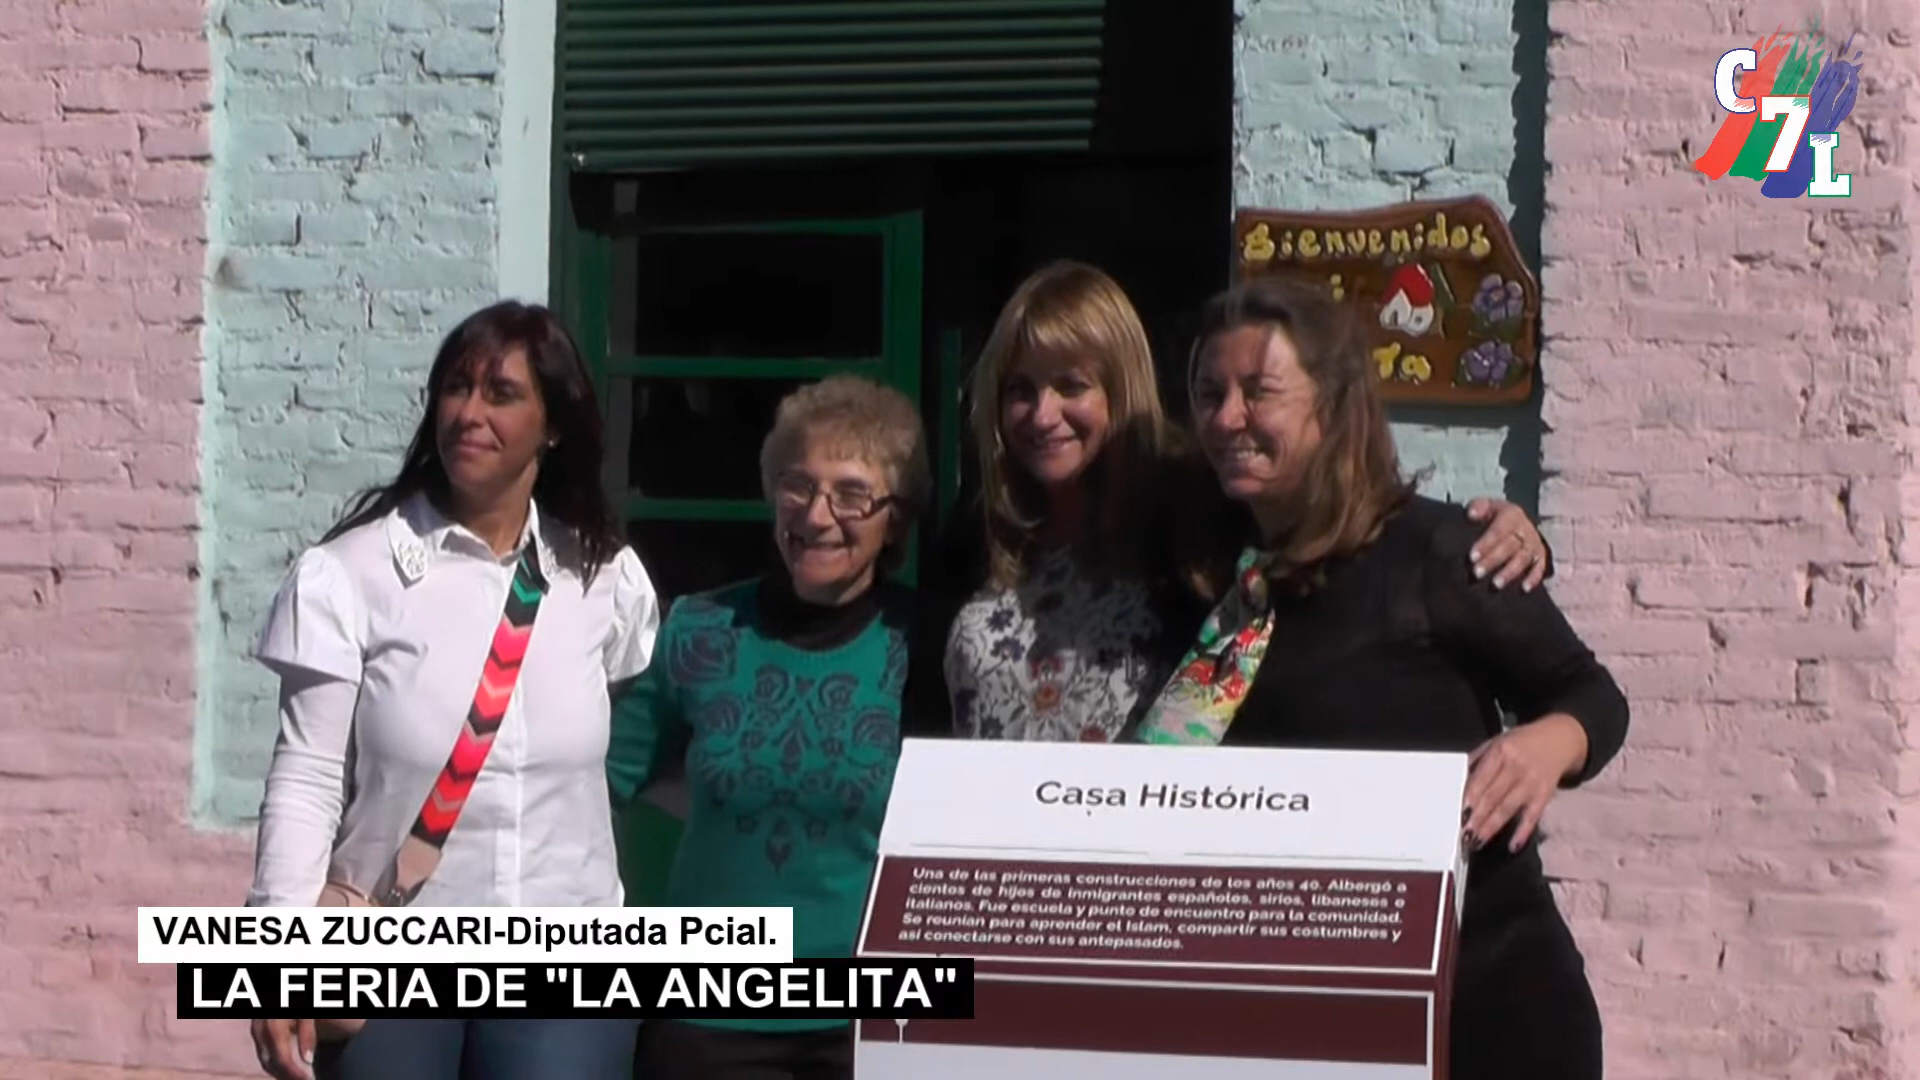 C7L
Bienvenidos
Casa Histórica
Una de las primeras construcciones de los años 40. Albergó a
cientos de hijos de inmigrantes españoles, sirios, libaneses e
italianos. Fue escuela y punto de encuentro para la comunidad.
Se reunían para aprender el Islam, compartir sus costumbres y
así conectarse con sus antepasados.
VANESA ZUCCARI-Diputada Pcial.
LA FERIA DE "LA ANGELITA"